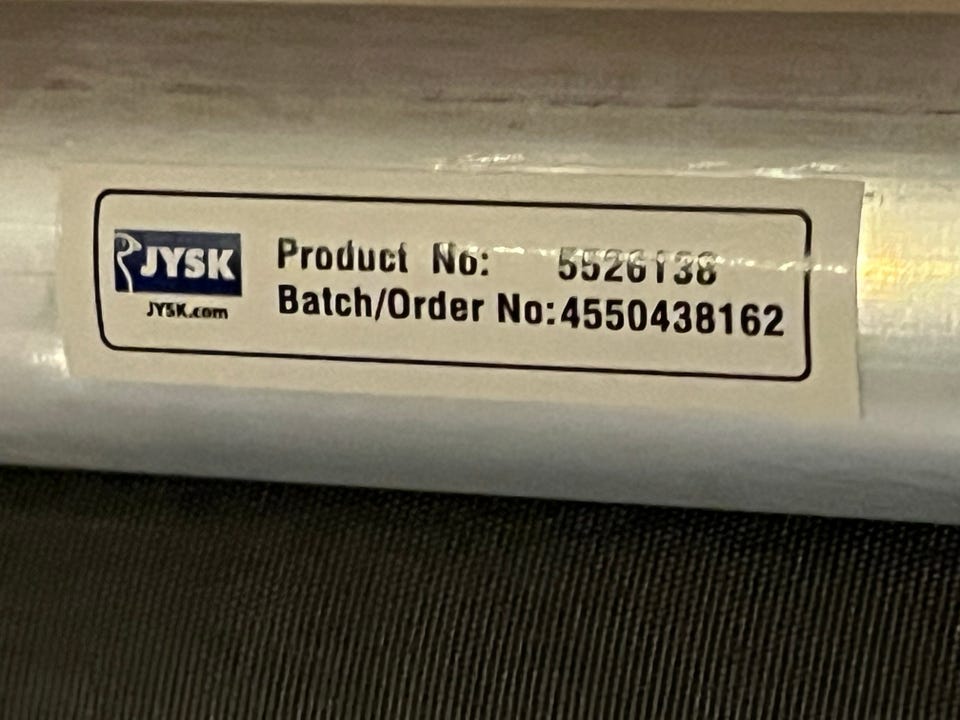 JYSK
JYSK.com
Product No: 5526138
Batch/Order No:4550438162